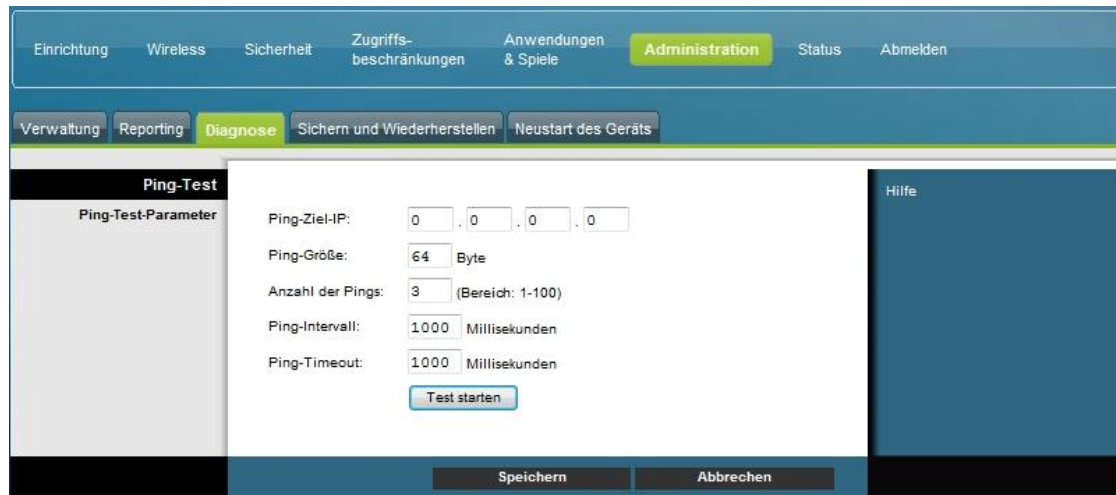 Einrichtung Wireless Sicherheit Zugriffs- Anwendungen Administration Status Abmelden
beschränkungen & Spiele
Verwaltung Reporting Diagnose Sichern und Wiederherstellen Neustart des Geräts
Ping-Test
Hilfe
Ping-Test-Parameter
Ping-Ziel-IP: 0 . 0 . 0 . 0
Ping-Größe: 64 Byte
Anzahl der Pings: 3 (Bereich: 1-100)
Ping-Intervall: 1000 Millisekunden
Ping-Timeout: 1000 Millisekunden
Test starten
Speichern Abbrechen